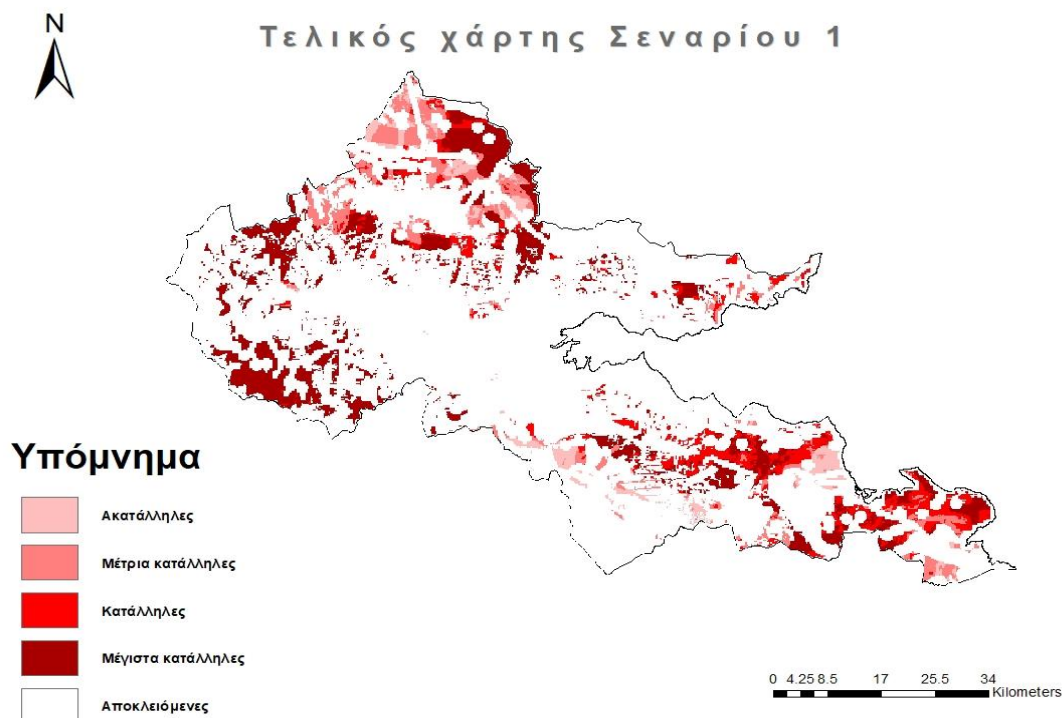 N
Τελικός χάρτης Σεναρίου 1
Υπόμνημα
Ακατάλληλες
Μέτρια κατάλληλες
Κατάλληλες
Μέγιστα κατάλληλες
Αποκλειόμενες
0 4.25 8.5 17 25.5 34
Kilometers